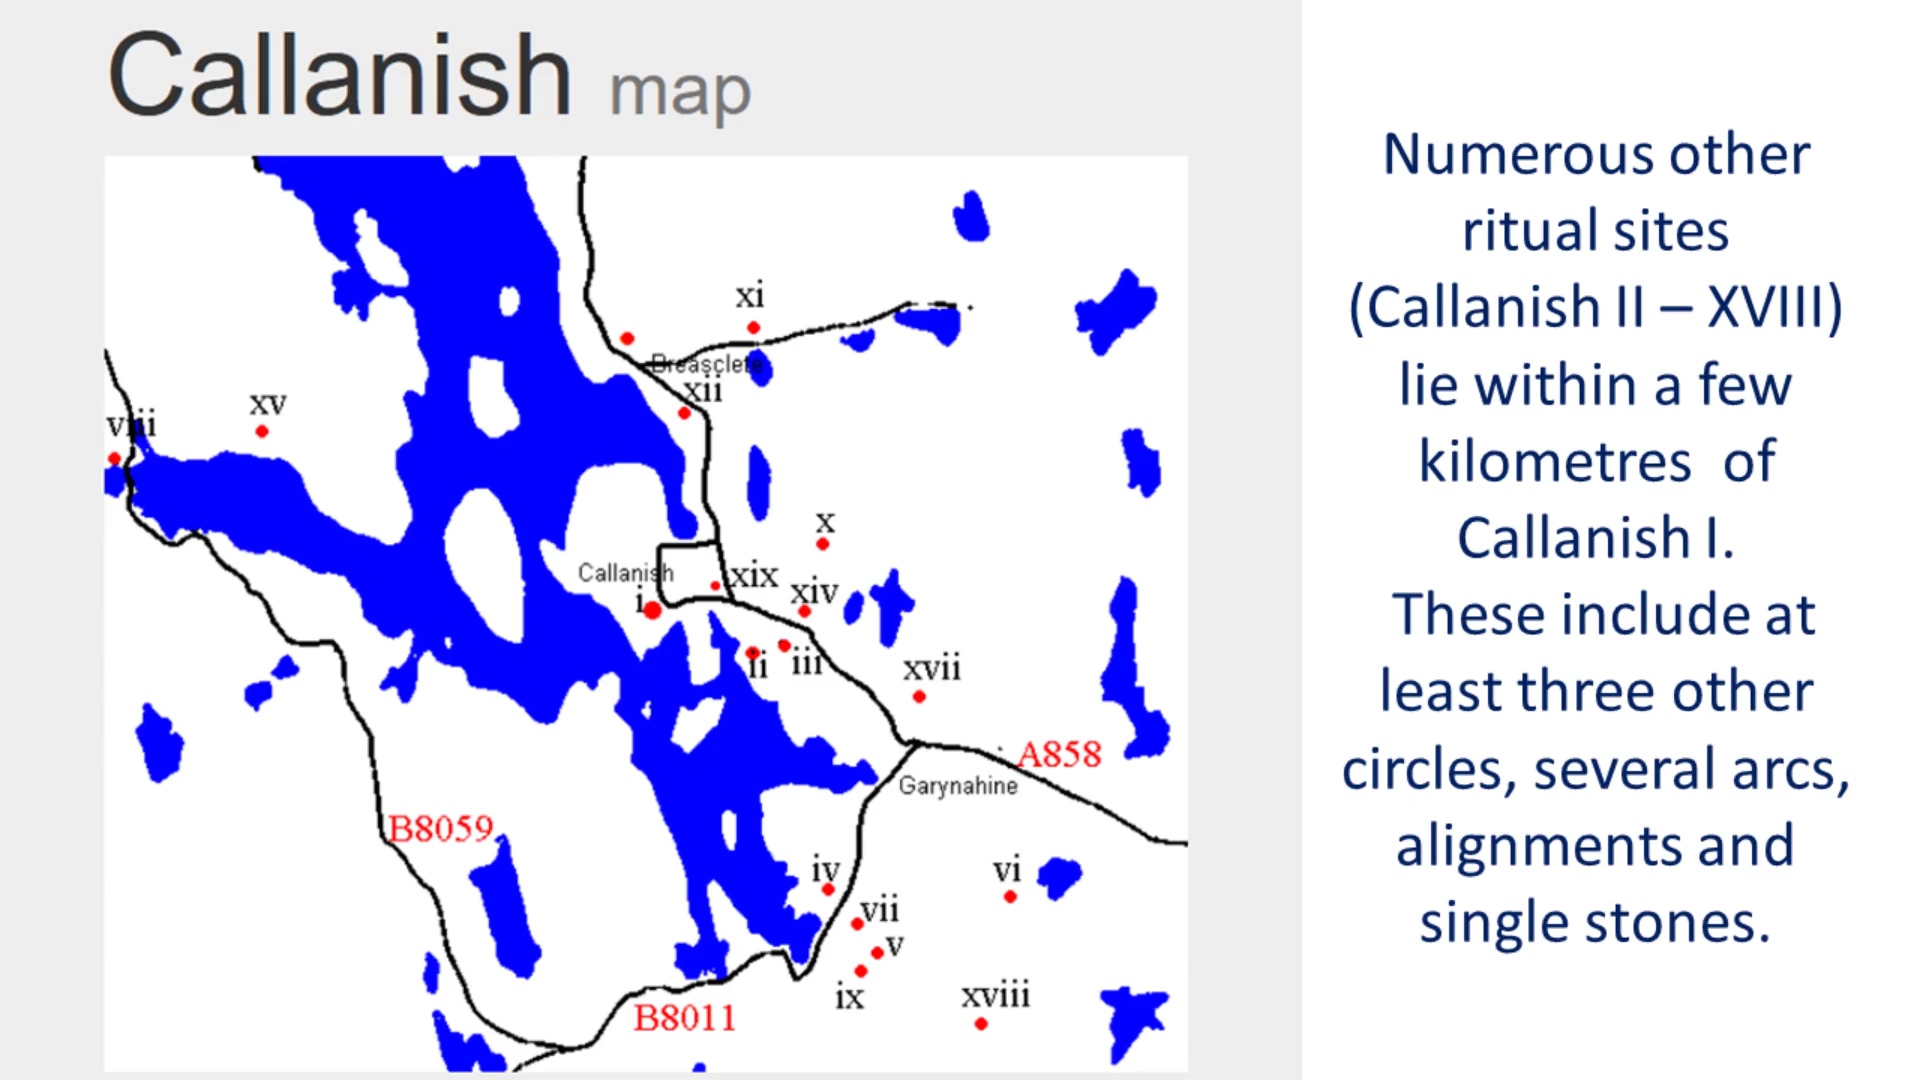 Callanish map
xi
Breasclete
xii
xv
viii
x
Callanish
xix
xiv
i
ii
iii
xvii
A858
Garynahine
B8059
iv
vi
vii
v
ix
xviii
B8011
Numerous other
ritual sites
(Callanish II – XVIII)
lie within a few
kilometres of
Callanish I.
These include at
least three other
circles, several arcs,
alignments and
single stones.